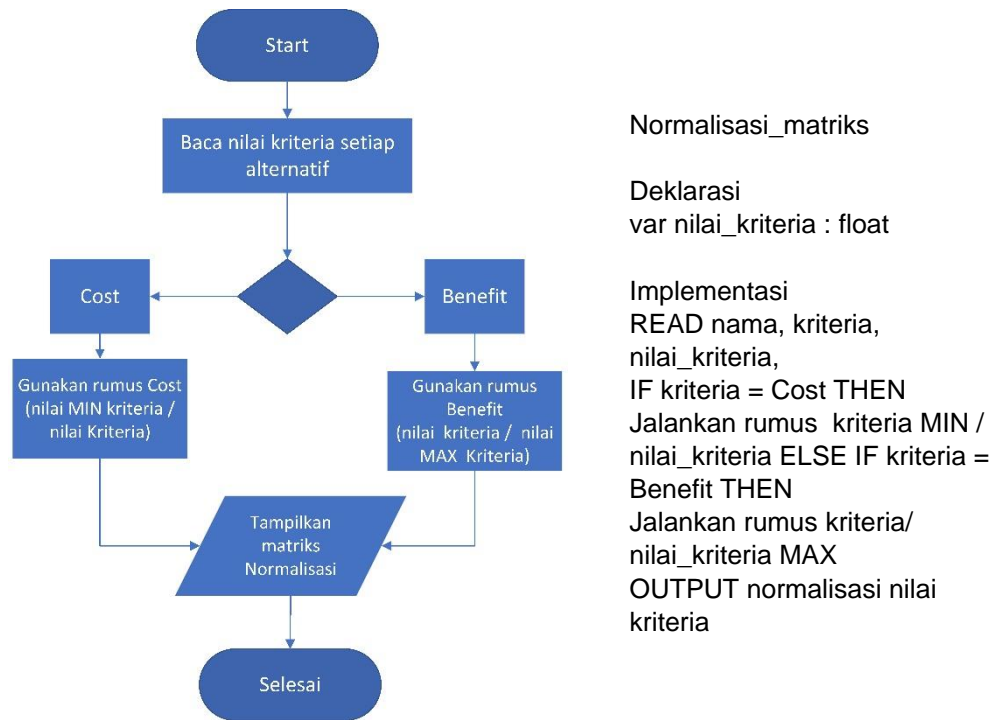 Start
Baca nilai kriteria setiap
alternatif
Cost
Benefit
Gunakan rumus Cost
(nilai MIN kriteria /
nilai Kriteria)
Gunakan rumus
Benefit
(nilai kriteria / nilai
MAX Kriteria)
Tampilkan
matriks
Normalisasi
Selesai
Normalisasi_matriks
Deklarasi
var nilai_kriteria : float
Implementasi
READ nama, kriteria,
nilai_kriteria,
IF kriteria = Cost THEN
Jalankan rumus kriteria MIN /
nilai_kriteria ELSE IF kriteria =
Benefit THEN
Jalankan rumus kriteria/
nilai_kriteria MAX
OUTPUT normalisasi nilai
kriteria